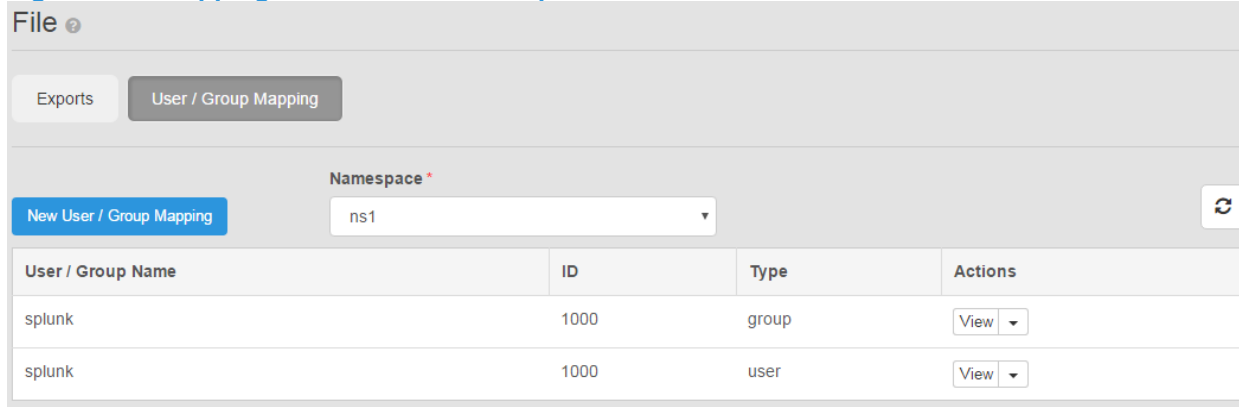 File
Exports User / Group Mapping
Namespace *
New User / Group Mapping ns1
User / Group Name ID Type Actions
splunk 1000 group View
splunk 1000 user View